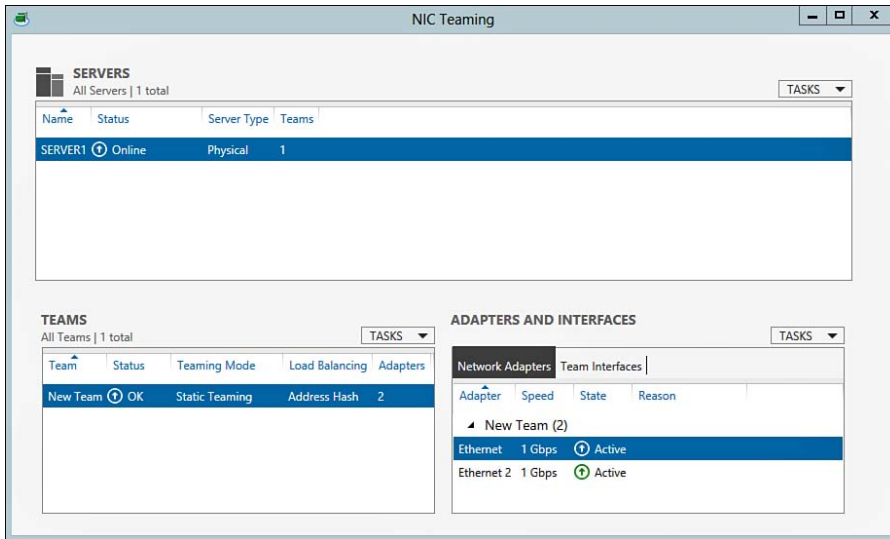 NIC Teaming
SERVERS
All Servers | 1 total
TASKS
Name Status Server Type Teams
SERVER1 Online Physical 1
TEAMS
All Teams | 1 total
TASKS
Team Status Teaming Mode Load Balancing Adapters
New Team OK Static Teaming Address Hash 2
ADAPTERS AND INTERFACES
TASKS
Network Adapters Team Interfaces
Adapter Speed State Reason
New Team (2)
Ethernet 1 Gbps Active
Ethernet 2 1 Gbps Active